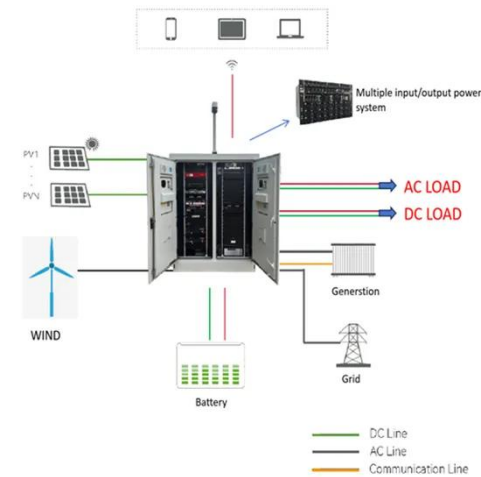 Multiple input/output power
system
PV1
PVN
AC LOAD
DC LOAD
WIND
Generstion
Grid
Battery
DC Line
AC Line
Communication Line